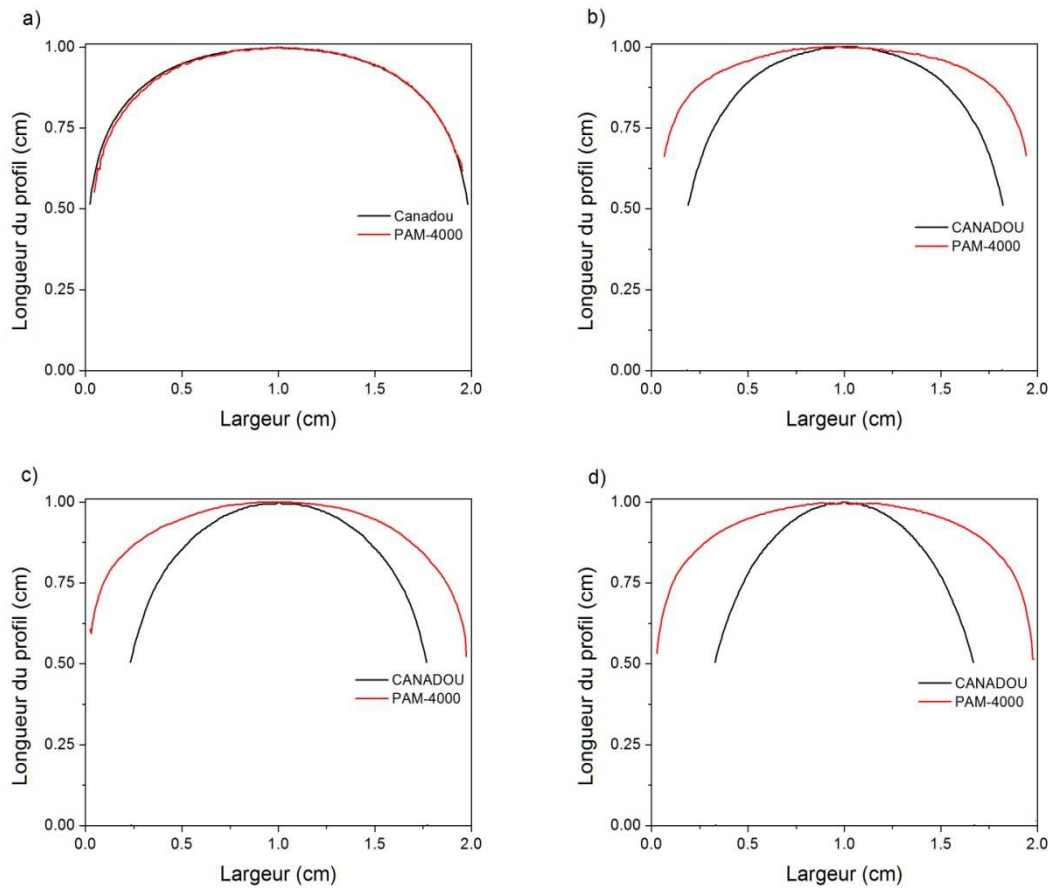 a)
Longueur du profil (cm)
1.00
0.75
0.50
0.25
0.00
Canadou
PAM-4000
0.0 0.5 1.0 1.5 2.0
Largeur (cm)
b)
Longueur du profil (cm)
1.00
0.75
0.50
0.25
0.00
CANADOU
PAM-4000
0.0 0.5 1.0 1.5 2.0
Largeur (cm)
c)
Longueur du profil (cm)
1.00
0.75
0.50
0.25
0.00
CANADOU
PAM-4000
0.0 0.5 1.0 1.5 2.0
Largeur (cm)
d)
Longueur du profil (cm)
1.00
0.75
0.50
0.25
0.00
CANADOU
PAM-4000
0.0 0.5 1.0 1.5 2.0
Largeur (cm)